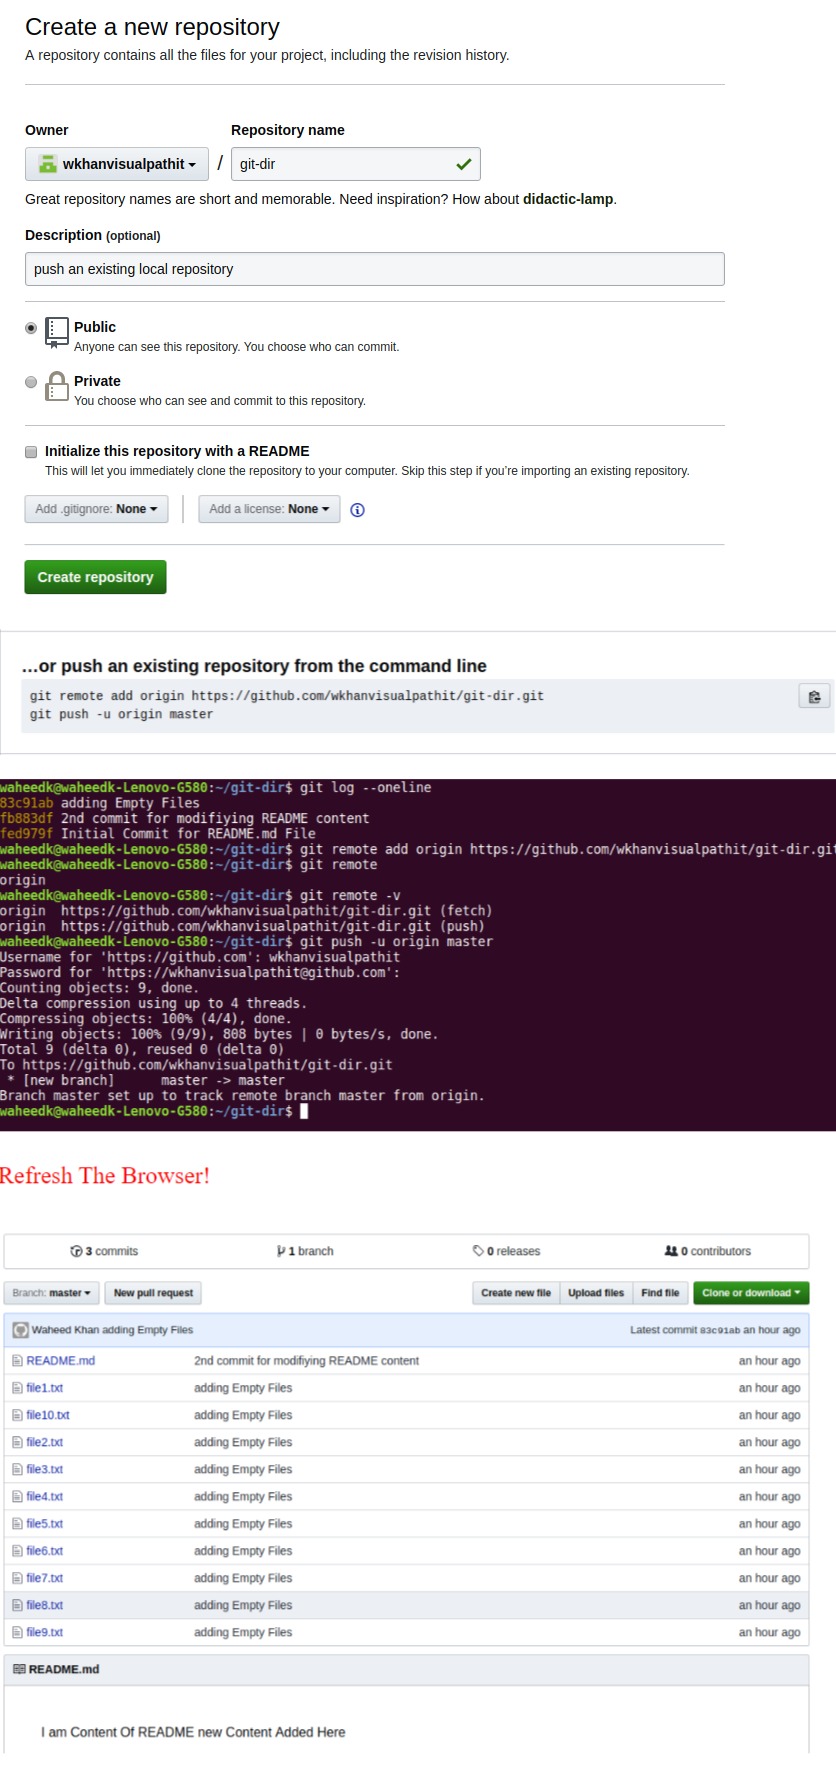 Create a new repository
A repository contains all the files for your project, including the revision history.
Owner Repository name
wkhanvisualpathit / git-dir
Great repository names are short and memorable. Need inspiration? How about didactic-lamp.
Description (optional)
push an existing local repository
Public
Anyone can see this repository. You choose who can commit.
Private
You choose who can see and commit to this repository.
Initialize this repository with a README
This will let you immediately clone the repository to your computer. Skip this step if you’re importing an existing repository.
Add .gitignore: None Add a license: None
Create repository
…or push an existing repository from the command line
git remote add origin https://github.com/wkhanvisualpathit/git-dir.git
git push -u origin master
waheedk@waheedk-Lenovo-G580:~/git-dir$ git log --oneline
83c91ab adding Empty Files
fb883df 2nd commit for modifiying README content
fed979f Initial Commit for README.md File
waheedk@waheedk-Lenovo-G580:~/git-dir$ git remote add origin https://github.com/wkhanvisualpathit/git-dir.git
waheedk@waheedk-Lenovo-G580:~/git-dir$ git remote
origin
waheedk@waheedk-Lenovo-G580:~/git-dir$ git remote -v
origin  https://github.com/wkhanvisualpathit/git-dir.git (fetch)
origin  https://github.com/wkhanvisualpathit/git-dir.git (push)
waheedk@waheedk-Lenovo-G580:~/git-dir$ git push -u origin master
Username for 'https://github.com': wkhanvisualpathit
Password for 'https://wkhanvisualpathit@github.com':
Counting objects: 9, done.
Delta compression using up to 4 threads.
Compressing objects: 100% (4/4), done.
Writing objects: 100% (9/9), 808 bytes | 0 bytes/s, done.
Total 9 (delta 0), reused 0 (delta 0)
To https://github.com/wkhanvisualpathit/git-dir.git
 * [new branch]      master -> master
Branch master set up to track remote branch master from origin.
waheedk@waheedk-Lenovo-G580:~/git-dir$
Refresh The Browser!
3 commits 1 branch 0 releases 0 contributors
Branch: master New pull request Create new file Upload files Find file Clone or download
Waheed Khan adding Empty Files Latest commit 83c91ab an hour ago
README.md 2nd commit for modifiying README content an hour ago
file1.txt adding Empty Files an hour ago
file10.txt adding Empty Files an hour ago
file2.txt adding Empty Files an hour ago
file3.txt adding Empty Files an hour ago
file4.txt adding Empty Files an hour ago
file5.txt adding Empty Files an hour ago
file6.txt adding Empty Files an hour ago
file7.txt adding Empty Files an hour ago
file8.txt adding Empty Files an hour ago
file9.txt adding Empty Files an hour ago
README.md
I am Content Of README new Content Added Here